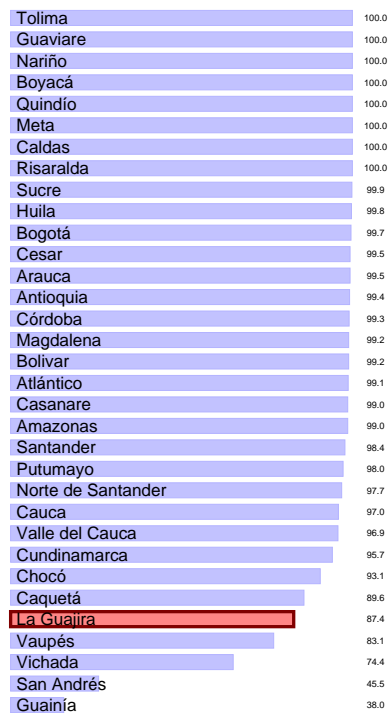 Tolima 100.0
Guaviare 100.0
Nariño 100.0
Boyacá 100.0
Quindío 100.0
Meta 100.0
Caldas 100.0
Risaralda 100.0
Sucre 99.9
Huila 99.8
Bogotá 99.7
Cesar 99.5
Arauca 99.5
Antioquia 99.4
Córdoba 99.3
Magdalena 99.2
Bolivar 99.2
Atlántico 99.1
Casanare 99.0
Amazonas 99.0
Santander 98.4
Putumayo 98.0
Norte de Santander 97.7
Cauca 97.0
Valle del Cauca 96.9
Cundinamarca 95.7
Chocó 93.1
Caquetá 89.6
La Guajira 87.4
Vaupés 83.1
Vichada 74.4
San Andrés 45.5
Guainía 38.0